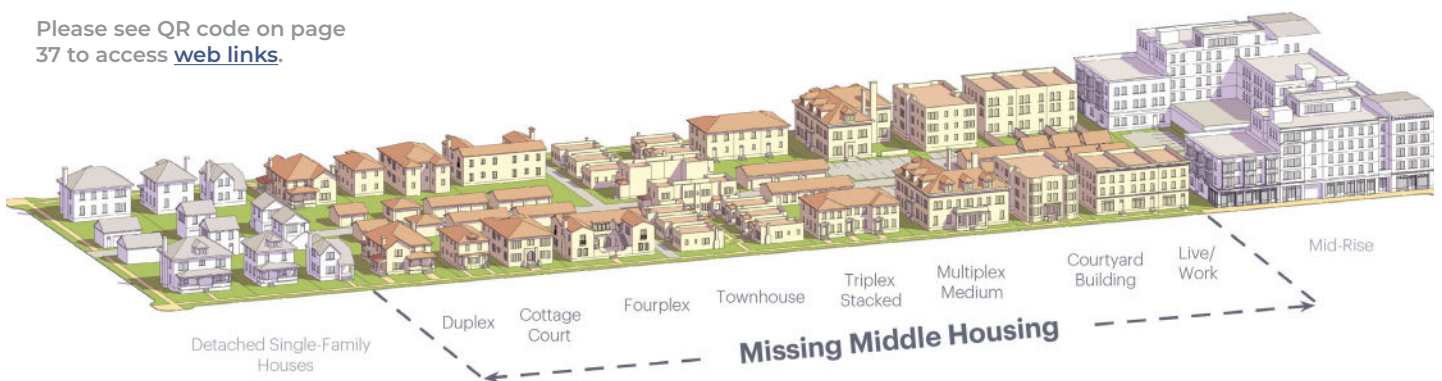 Please see QR code on page
37 to access web links.
Detached Single-Family
Houses
Duplex
Cottage
Court
Fourplex
Townhouse
Triplex
Stacked
Multiplex
Medium
Courtyard
Building
Live/
Work
Mid-Rise
Missing Middle Housing